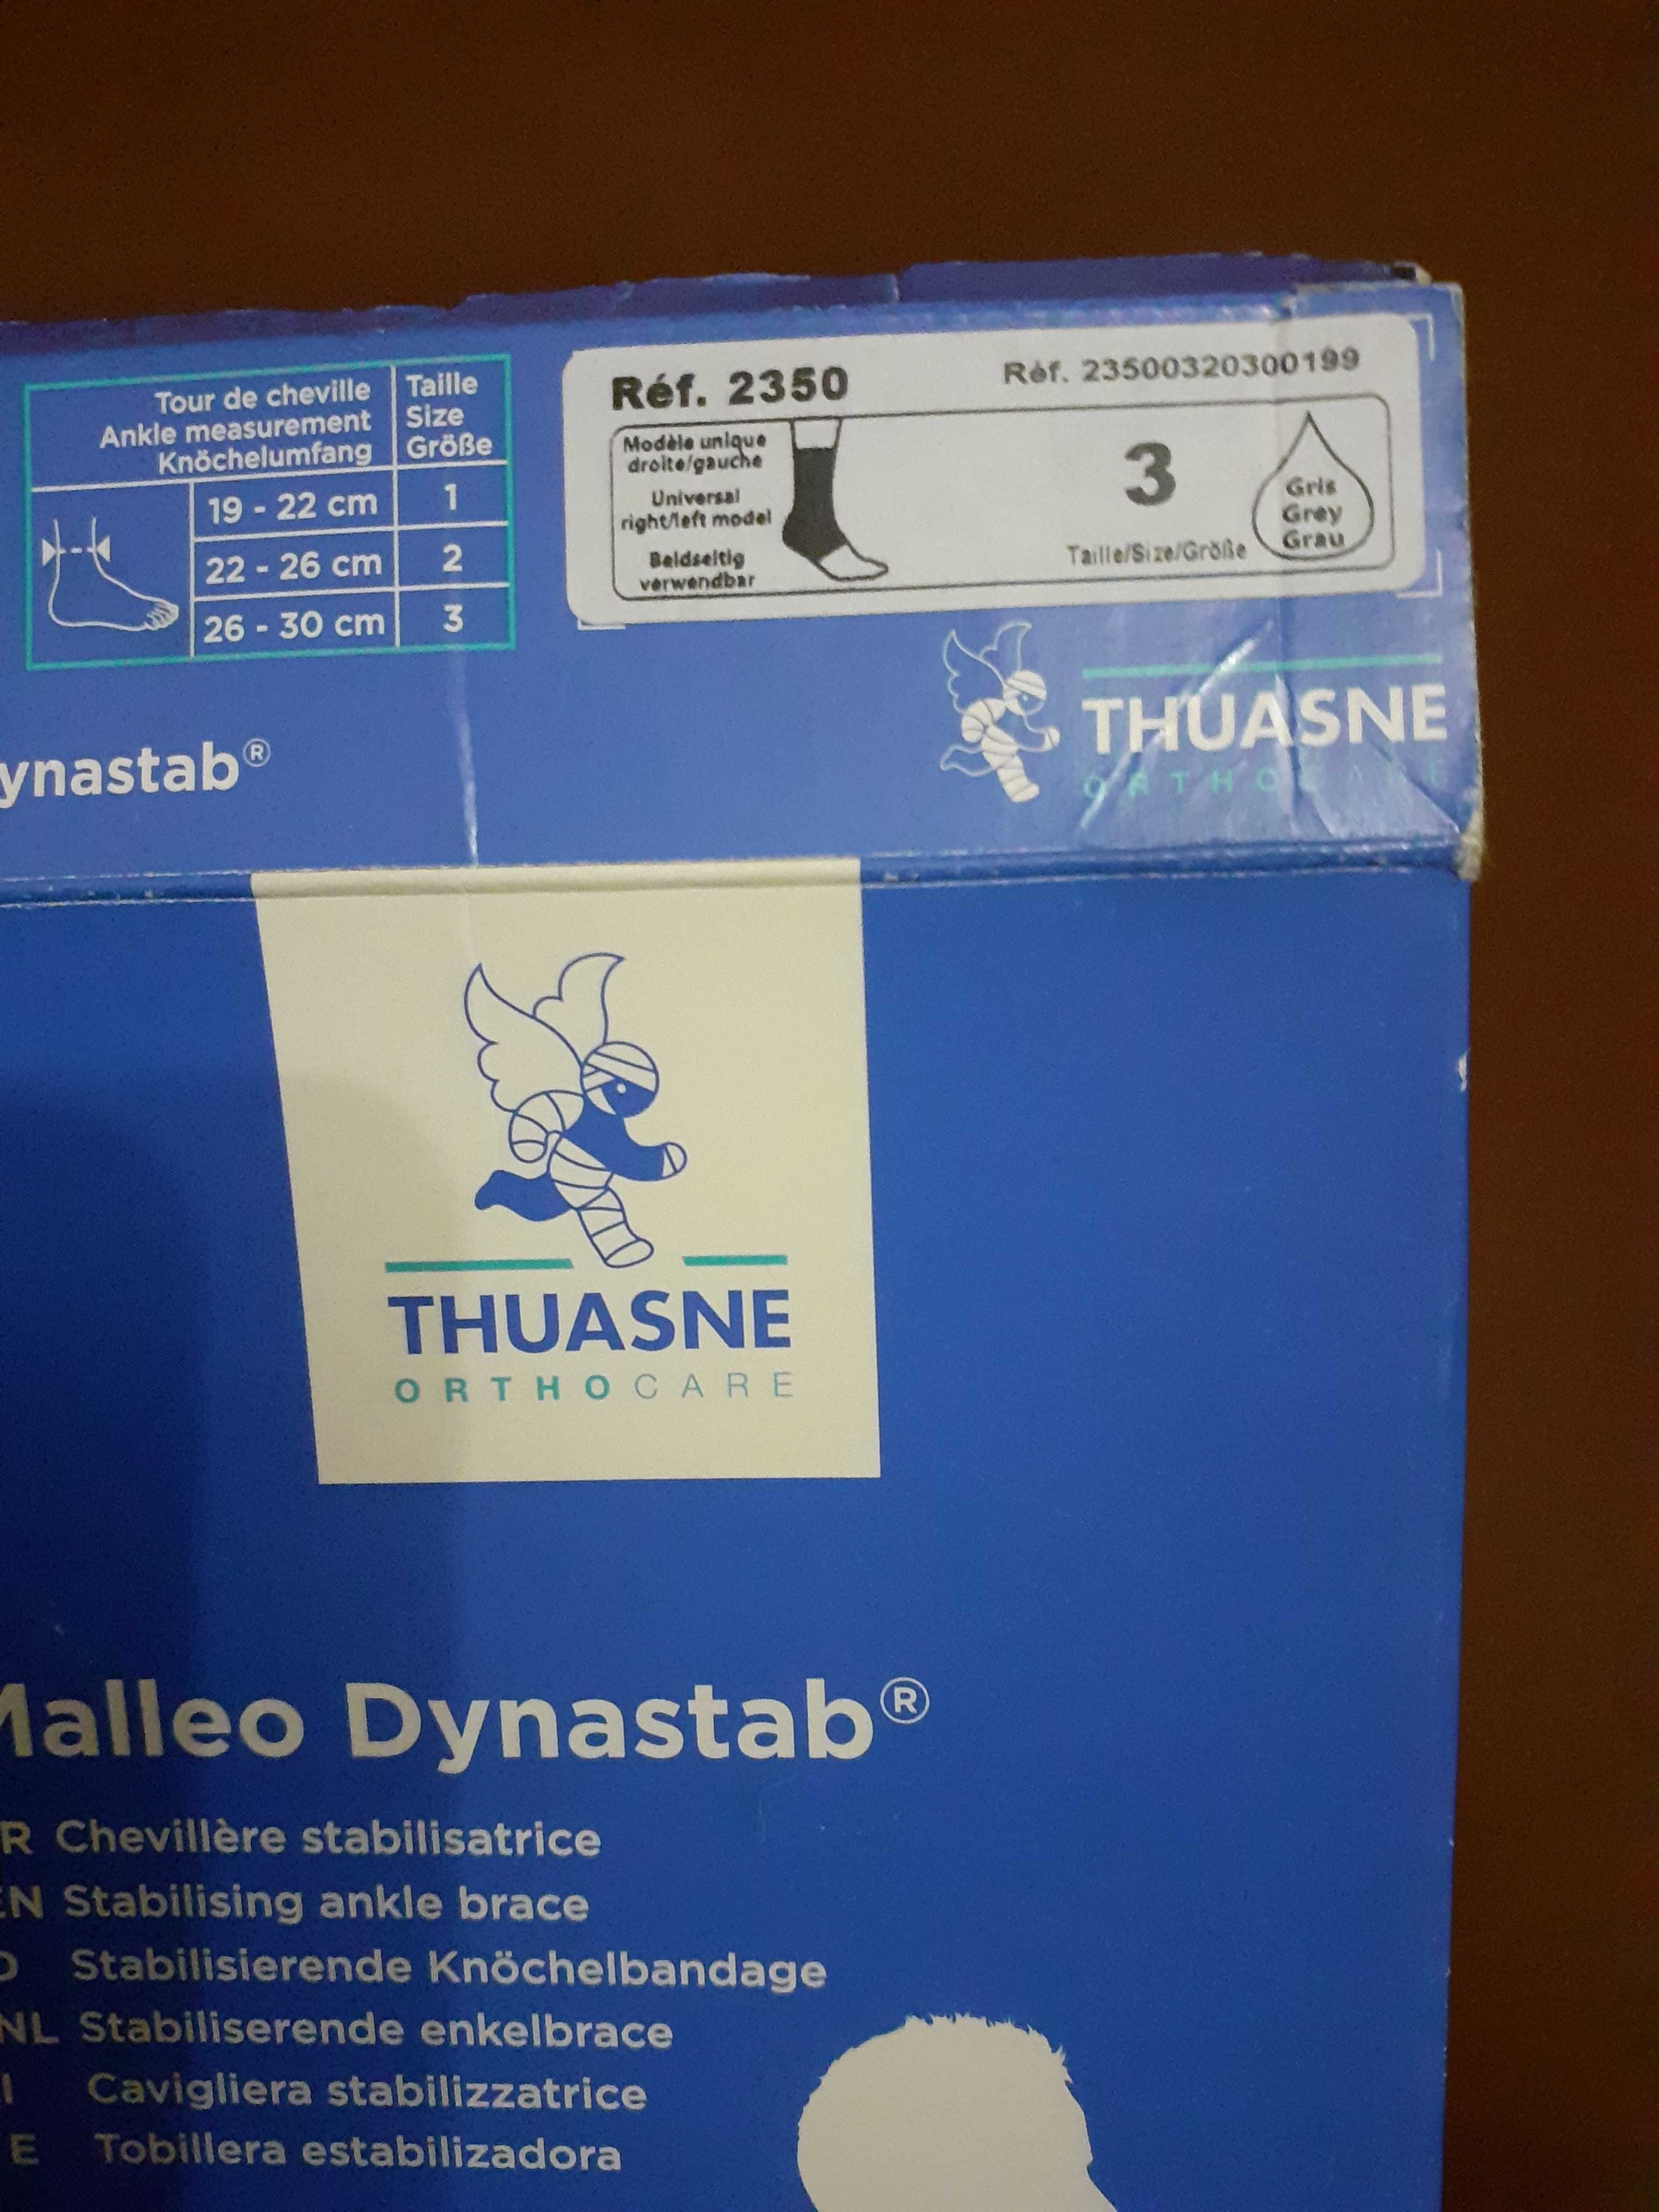 Tour de cheville
Ankle measurement
Knöchelumfang
Taille
Size
Größe
19 - 22 cm 1
22 - 26 cm 2
26 - 30 cm 3
Réf. 2350
Réf. 23500320300199
Modèle unique
droite/gauche
Universal
right/left model
Beidseitig
verwendbar
3
Taille/Size/Größe
Gris
Grey
Grau
ynastab®
THUASNE
ORTHOCARE
THUASNE
ORTHOCARE
Malleo Dynastab®
R Chevillère stabilisatrice
EN Stabilising ankle brace
D Stabilisierende Knöchelbandage
NL Stabiliserende enkelbrace
I Cavigliera stabilizzatrice
E Tobillera estabilizadora